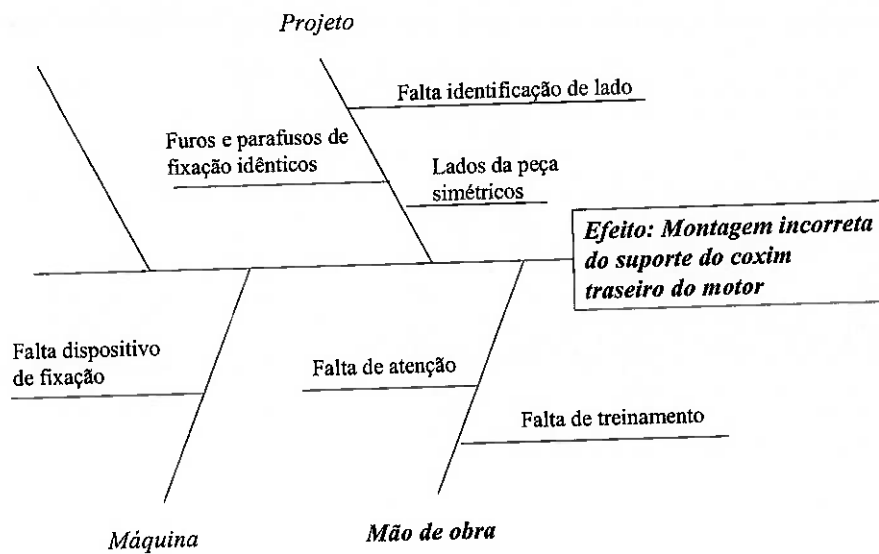 Projeto
Falta identificação de lado
Furos e parafusos de
fixação idênticos
Lados da peça
simétricos
Efeito: Montagem incorreta
do suporte do coxim
traseiro do motor
Falta dispositivo
de fixação
Falta de atenção
Falta de treinamento
Máquina
Mão de obra